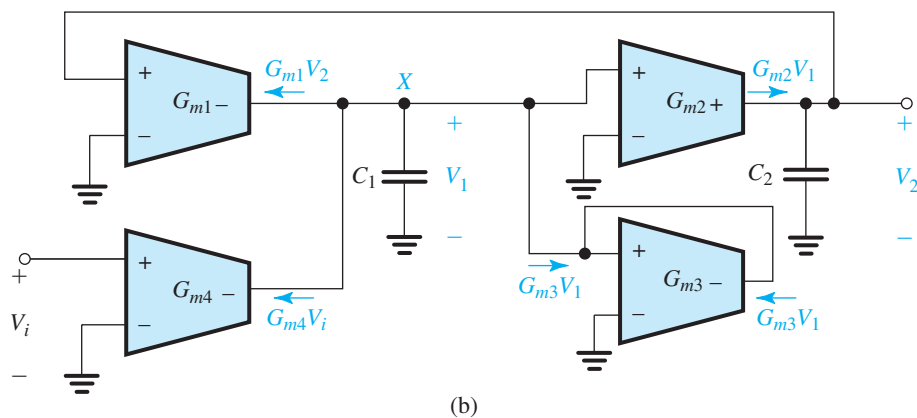 +
G_{m1} −
−
G_{m1}V_2
X
+
V_1
−
C_1
+
G_{m2} +
−
G_{m2}V_1
C_2
+
V_2
−
+
V_i
−
+
G_{m4} −
−
G_{m4}V_i
G_{m3}V_1
+
G_{m3} −
−
G_{m3}V_1
(b)